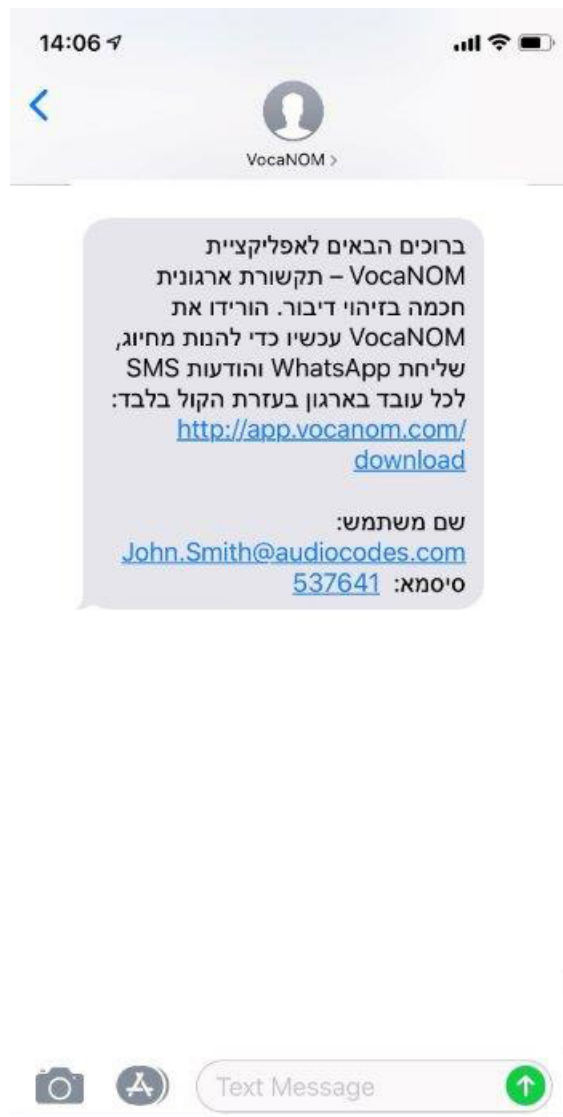 14:06
VocaNOM >
ברוכים הבאים לאפליקציית
VocaNOM – תקשורת ארגונית
חכמה בזיהוי דיבור. הורידו את
VocaNOM עכשיו כדי להנות מחיוג,
שליחת WhatsApp והודעות SMS
לכל עובד בארגון בעזרת הקול בלבד:
http://app.vocanom.com/
download
שם משתמש:
John.Smith@audiocodes.com
סיסמא: 537641
Text Message